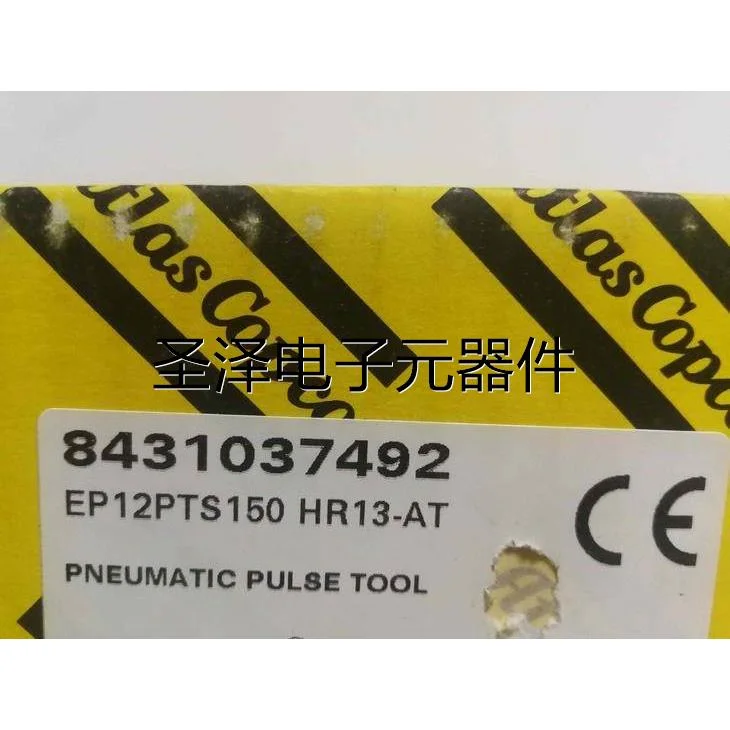 Atlas Copco
Atlas Copco
圣泽电子元器件
8431037492
EP12PTS150 HR13-AT
CE
PNEUMATIC PULSE TOOL